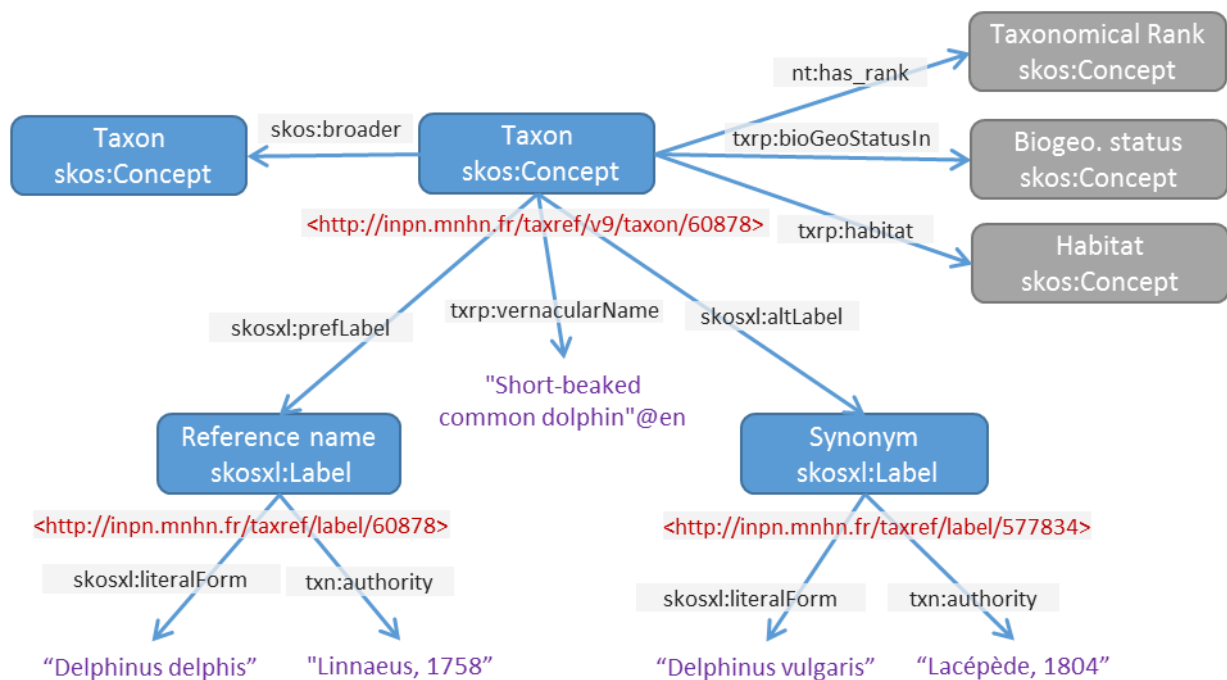 Taxonomical Rank
skos:Concept
nt:has_rank
Taxon
skos:Concept
skos:broader
Taxon
skos:Concept
txrp:bioGeoStatusIn
Biogeo. status
skos:Concept
<http://inpn.mnhn.fr/taxref/v9/taxon/60878>
txrp:habitat
Habitat
skos:Concept
skosxl:prefLabel
txrp:vernacularName
skosxl:altLabel
"Short-beaked
common dolphin"@en
Reference name
skosxl:Label
Synonym
skosxl:Label
<http://inpn.mnhn.fr/taxref/label/60878>
<http://inpn.mnhn.fr/taxref/label/577834>
skosxl:literalForm
txn:authority
skosxl:literalForm
txn:authority
“Delphinus delphis”
"Linnaeus, 1758”
“Delphinus vulgaris”
“Lacépède, 1804”